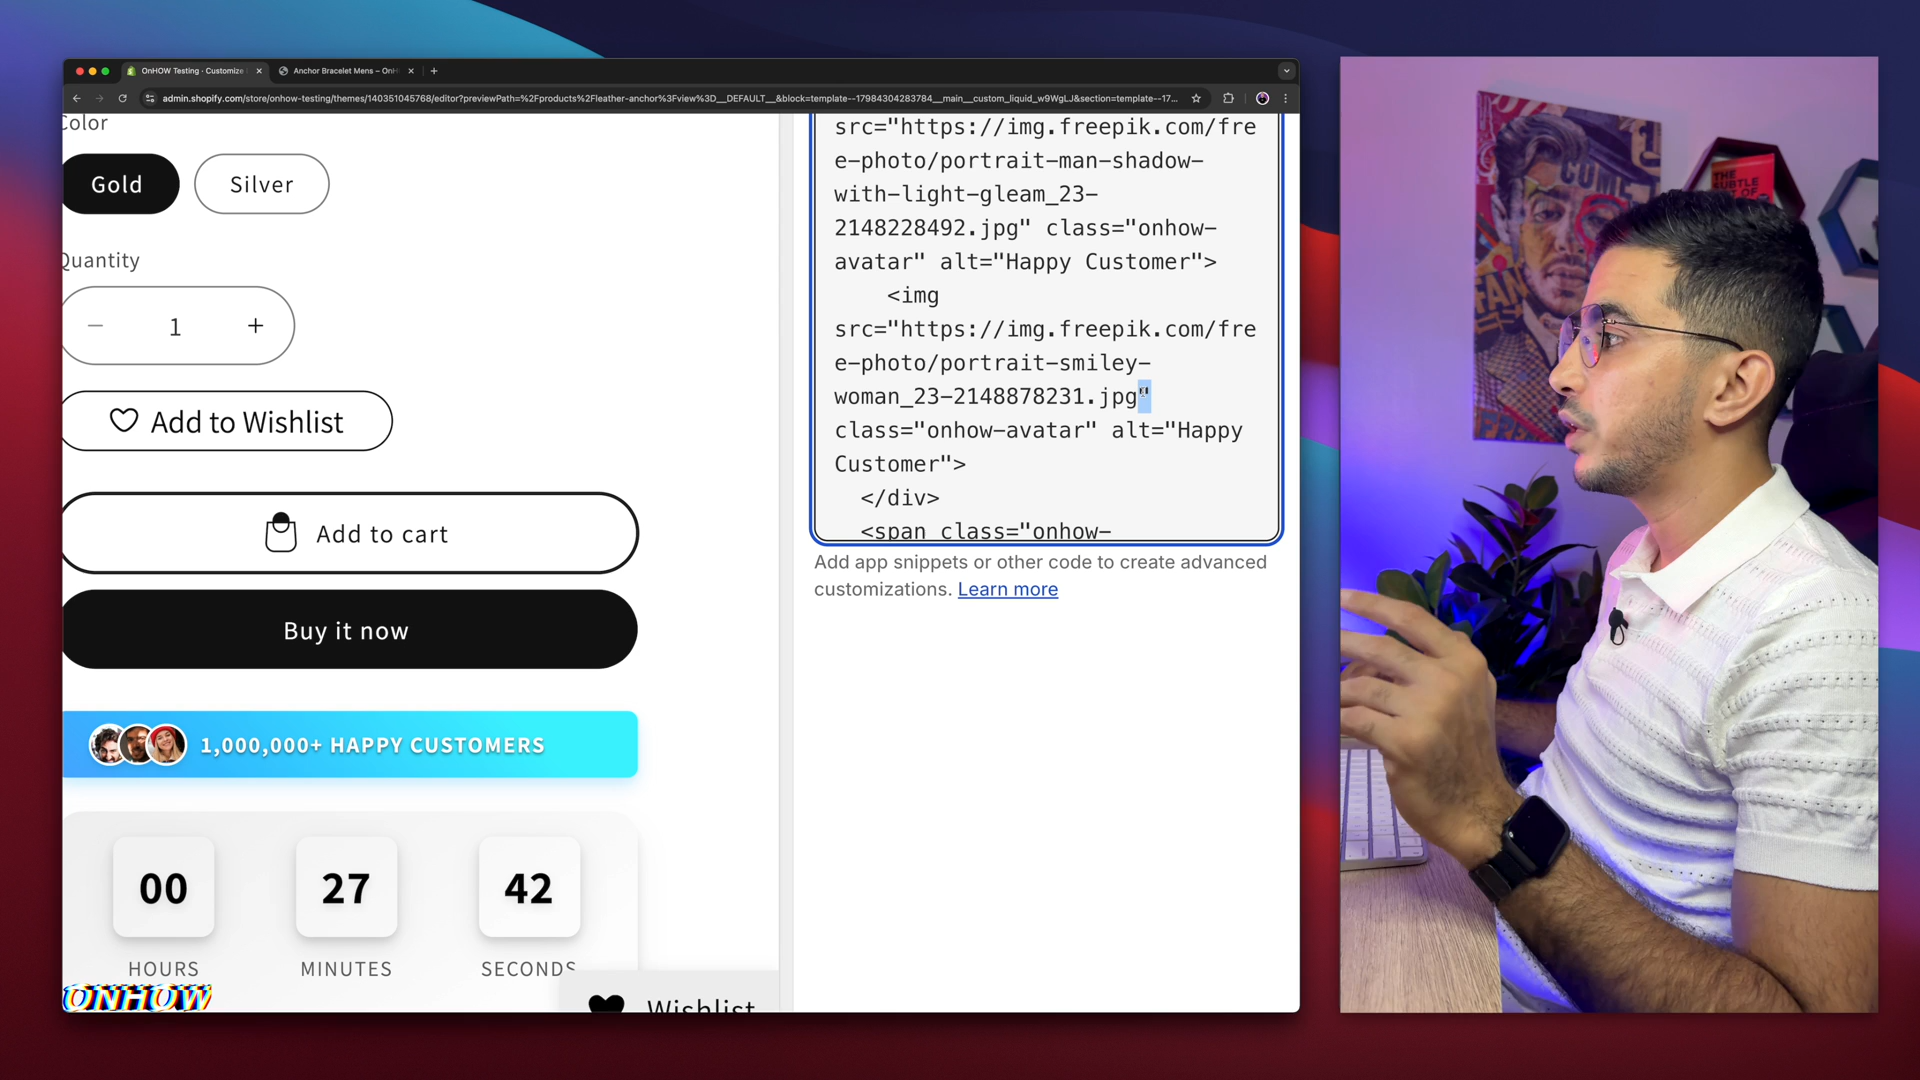 OnHOW Testing · Customize
Anchor Bracelet Mens – OnH
admin.shopify.com/store/onhow-testing/themes/140351045768/editor?previewPath=%2Fproducts%2Fleather-anchor%3Fview%3D__DEFAULT__&block=template--17984304283784__main__custom_liquid_w9WgLJ&section=template--17...
Color
Gold
Silver
Quantity
1
Add to Wishlist
Add to cart
Buy it now
1,000,000+ HAPPY CUSTOMERS
00
27
42
HOURS
MINUTES
SECONDS
ONHOW
Wishlist
src="https://img.freepik.com/fre
e-photo/portrait-man-shadow-
with-light-gleam_23-
2148228492.jpg" class="onhow-
avatar" alt="Happy Customer">
<img
src="https://img.freepik.com/fre
e-photo/portrait-smiley-
woman_23-2148878231.jpg"
class="onhow-avatar" alt="Happy
Customer">
</div>
<span class="onhow-
Add app snippets or other code to create advanced
customizations. Learn more
COME
FAN
THE
SUBTLE